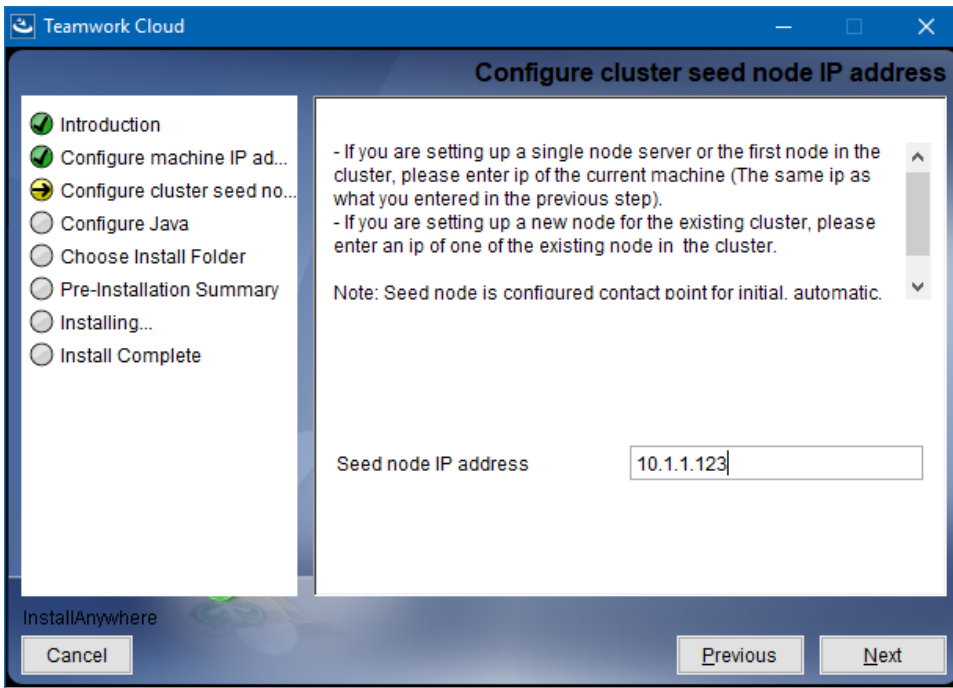 Teamwork Cloud
Configure cluster seed node IP address
Introduction
Configure machine IP ad...
Configure cluster seed no...
Configure Java
Choose Install Folder
Pre-Installation Summary
Installing...
Install Complete
- If you are setting up a single node server or the first node in the
cluster, please enter ip of the current machine (The same ip as
what you entered in the previous step).
- If you are setting up a new node for the existing cluster, please
enter an ip of one of the existing node in  the cluster.
Note: Seed node is configured contact point for initial, automatic,
Seed node IP address
10.1.1.123
InstallAnywhere
Cancel
Previous
Next